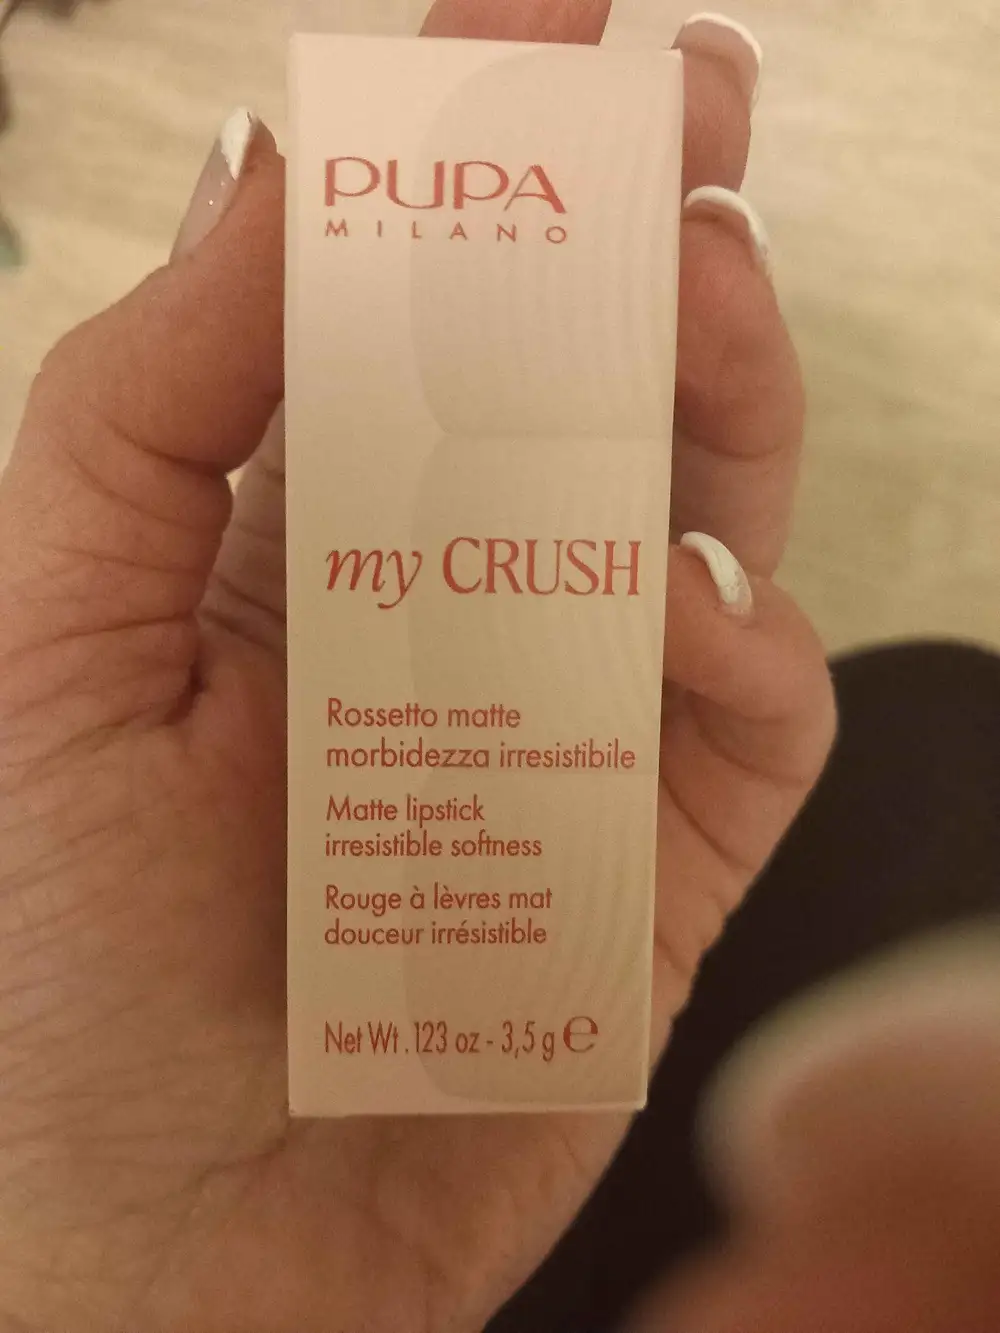 PUPA
MILANO
my CRUSH
Rossetto matte
morbidezza irresistibile
Matte lipstick
irresistible softness
Rouge à lèvres mat
douceur irrésistible
Net Wt .123 oz - 3,5 g ℮